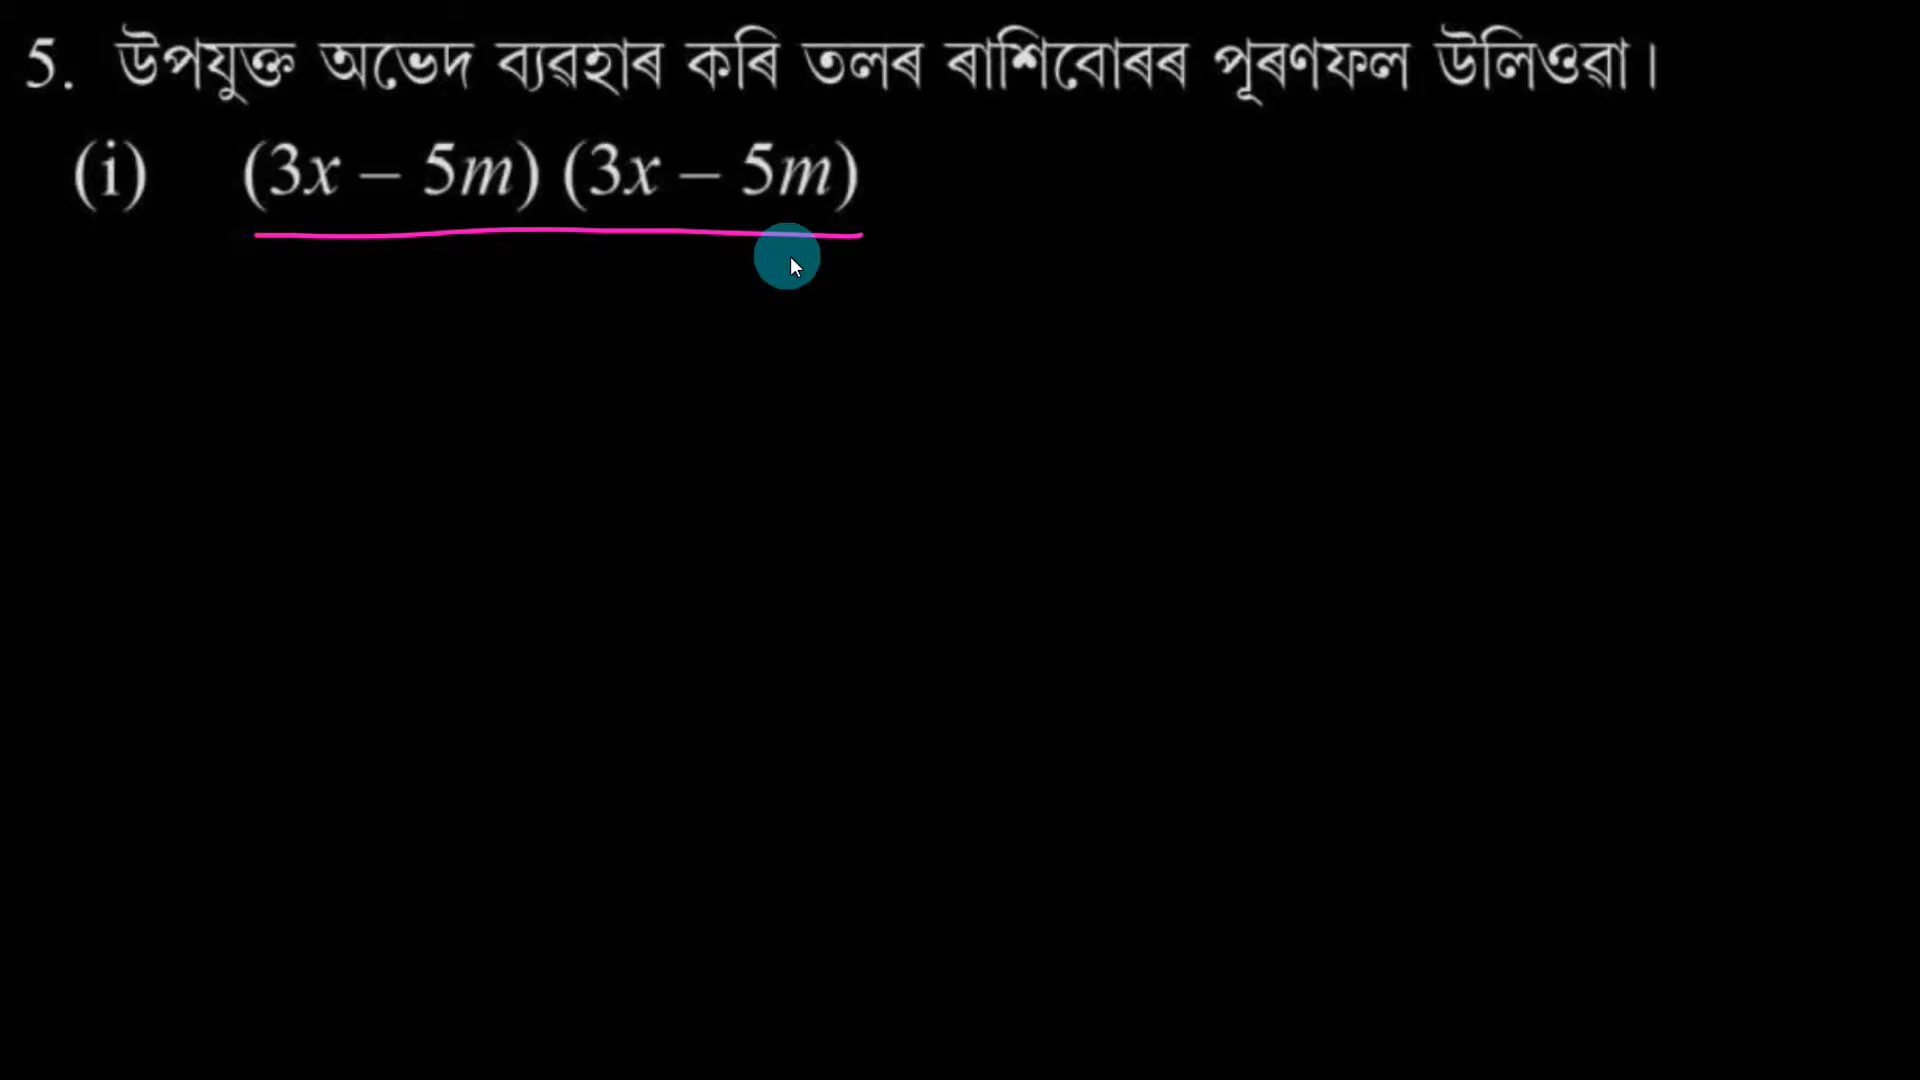 5. উপযুক্ত অভেদ ব্যৱহাৰ কৰি তলৰ ৰাশিবোৰৰ পূৰণফল উলিওৱা।
(i) (3x – 5m) (3x – 5m)